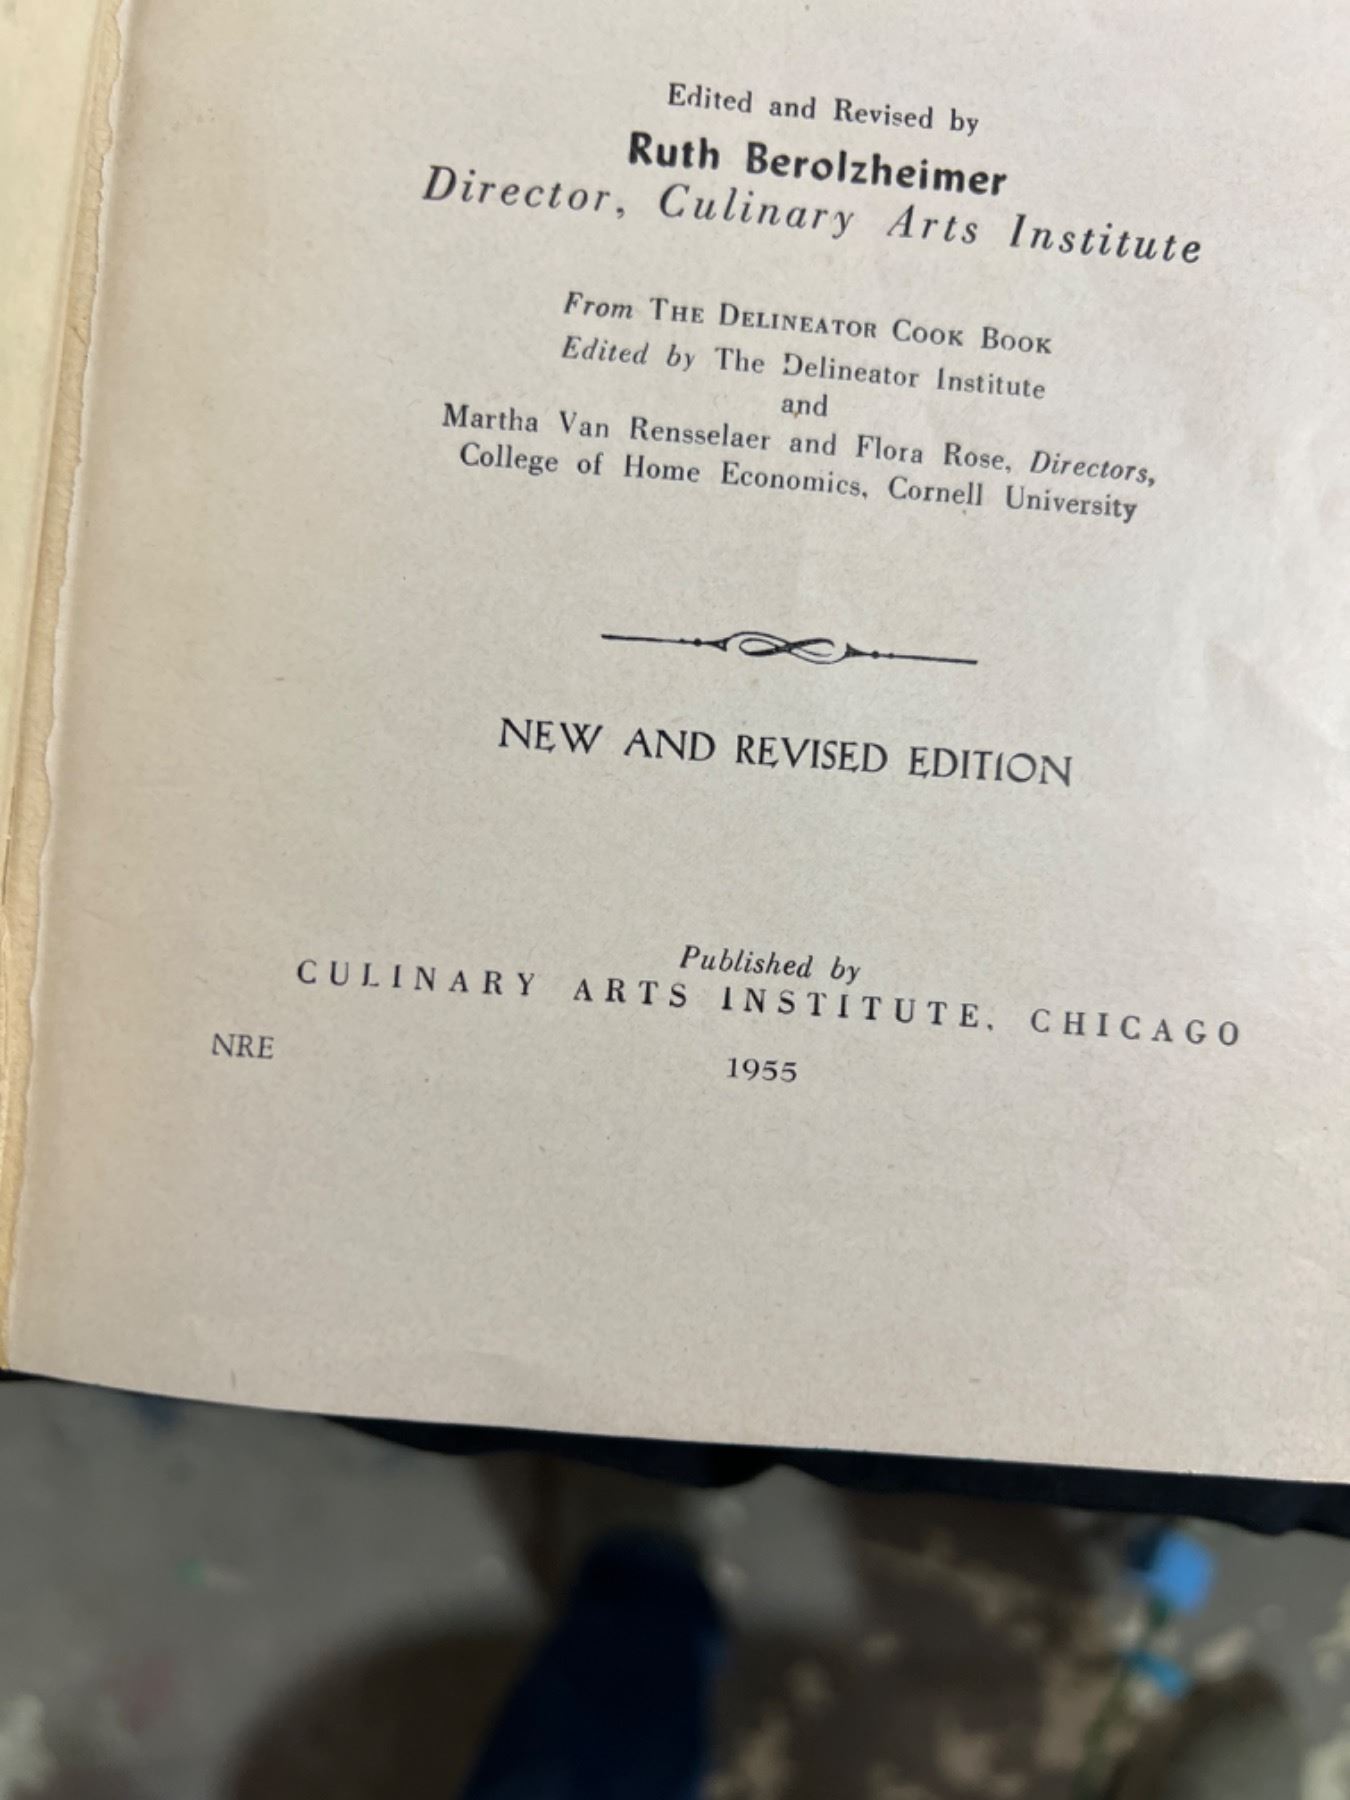 Edited and Revised by
Ruth Berolzheimer
Director, Culinary Arts Institute
From THE DELINEATOR COOK BOOK
Edited by The Delineator Institute
and
Martha Van Rensselaer and Flora Rose, Directors,
College of Home Economics, Cornell University
NEW AND REVISED EDITION
Published by
CULINARY ARTS INSTITUTE, CHICAGO
NRE 1955